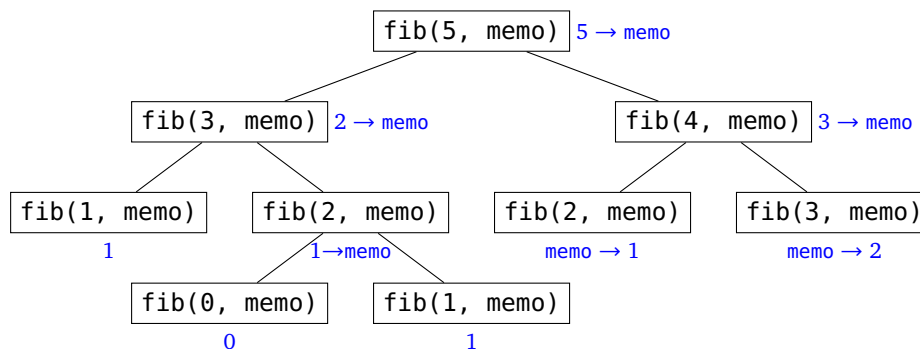 fib(5, memo) 5 → memo
fib(3, memo) 2 → memo fib(4, memo) 3 → memo
fib(1, memo) fib(2, memo) fib(2, memo) fib(3, memo)
1 1→memo memo → 1 memo → 2
fib(0, memo) fib(1, memo)
0 1